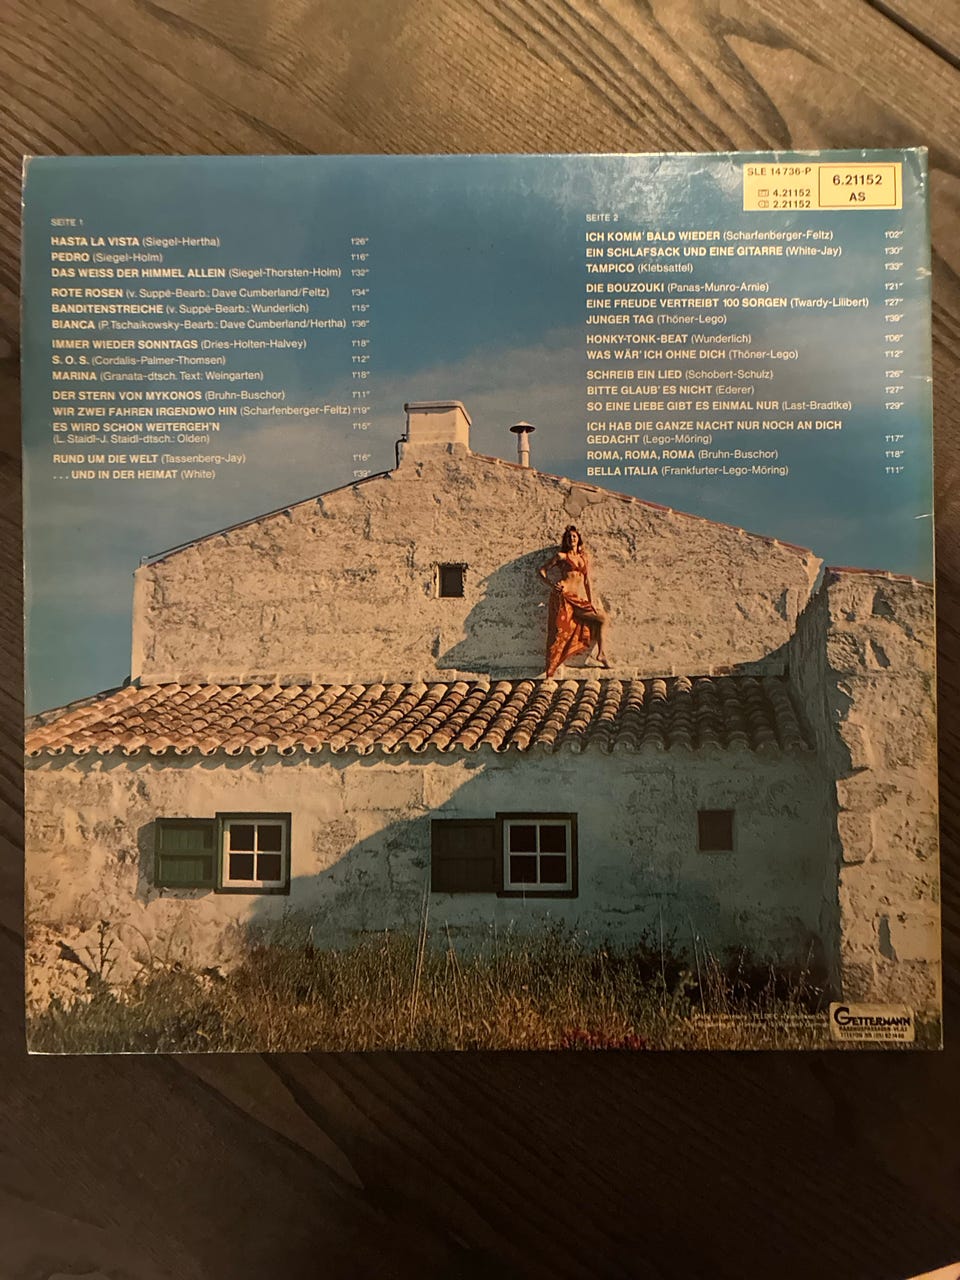 SLE 14736-P
4.21152
2.21152
6.21152
AS
SEITE 1
HASTA LA VISTA (Siegel-Hertha) 1'26"
PEDRO (Siegel-Holm) 1'16"
DAS WEISS DER HIMMEL ALLEIN (Siegel-Thorsten-Holm) 1'32"
ROTE ROSEN (v. Suppé-Bearb.: Dave Cumberland/Feltz) 1'34"
BANDITENSTREICHE (v. Suppé-Bearb.: Wunderlich) 1'15"
BIANCA (P. Tschaikowsky-Bearb.: Dave Cumberland/Hertha) 1'36"
IMMER WIEDER SONNTAGS (Dries-Holten-Halvey) 1'18"
S. O. S. (Cordalis-Palmer-Thomsen) 1'12"
MARINA (Granata-dtsch. Text: Weingarten) 1'18"
DER STERN VON MYKONOS (Bruhn-Buschor) 1'11"
WIR ZWEI FAHREN IRGENDWO HIN (Scharfenberger-Feltz) 1'19"
ES WIRD SCHON WEITERGEH'N 1'15"
(L. Staidl-J. Staidl-dtsch: Olden)
RUND UM DIE WELT (Tassenberg-Jay) 1'16"
. . . UND IN DER HEIMAT (White) 1'39"
SEITE 2
ICH KOMM' BALD WIEDER (Scharfenberger-Feltz) 1'02"
EIN SCHLAFSACK UND EINE GITARRE (White-Jay) 1'30"
TAMPICO (Klebsattel) 1'33"
DIE BOUZOUKI (Panas-Munro-Arnie) 1'21"
EINE FREUDE VERTREIBT 100 SORGEN (Twardy-Lilibert) 1'27"
JUNGER TAG (Thöner-Lego) 1'39"
HONKY-TONK-BEAT (Wunderlich) 1'06"
WAS WÄR' ICH OHNE DICH (Thöner-Lego) 1'12"
SCHREIB EIN LIED (Schobert-Schulz) 1'26"
BITTE GLAUB' ES NICHT (Ederer) 1'27"
SO EINE LIEBE GIBT ES EINMAL NUR (Last-Bradtke) 1'29"
ICH HAB DIE GANZE NACHT NUR NOCH AN DICH
GEDACHT (Lego-Möring) 1'17"
ROMA, ROMA, ROMA (Bruhn-Buschor) 1'18"
BELLA ITALIA (Frankfurter-Lego-Möring) 1'11"
Made in Germany
GETTERMANN